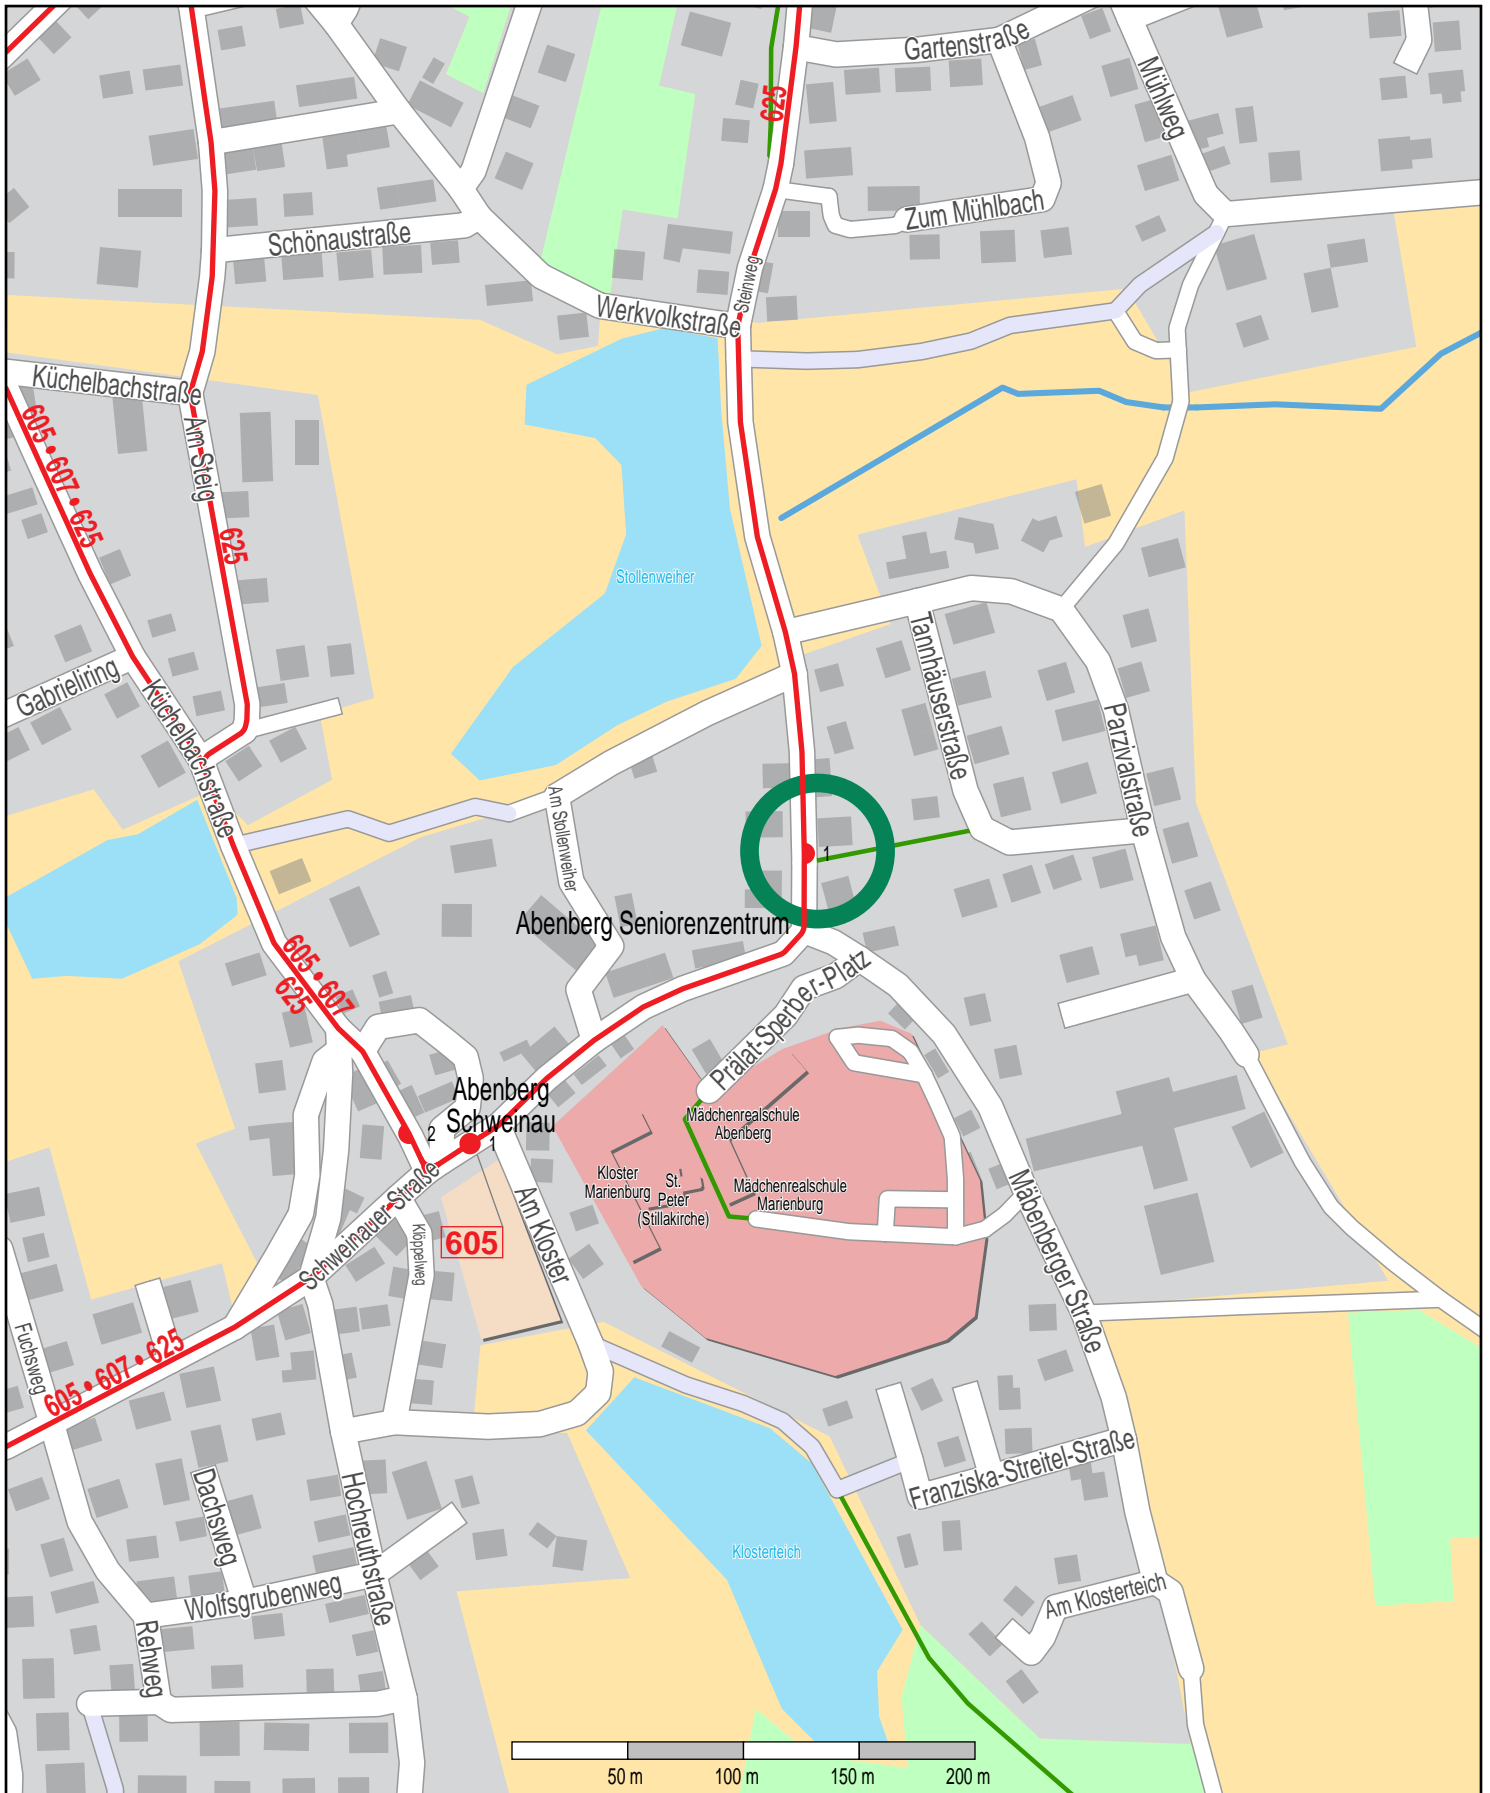 Gartenstraße
Mühlweg
625
Zum Mühlbach
Schönaustraße
Steinweg
Werkvolkstraße
Küchelbachstraße
605 • 607 • 625
Am Steig
625
Stollenweiher
Tannhäuserstraße
Gabrieliring
Küchelbachstraße
Parzivalstraße
Am Stollenweiher
1
Abenberg Seniorenzentrum
605 • 607
625
Prälat-Sperber-Platz
Abenberg
Schweinau
2
1
Mädchenrealschule
Abenberg
Kloster
Marienburg
St.
Peter
(Stillakirche)
Mädchenrealschule
Marienburg
Schweinauer Straße
Klöppelweg
605
Am Kloster
Mäbenberger Straße
Fuchsweg
605 • 607 • 625
Dachsweg
Hochreuthstraße
Franziska-Streitel-Straße
Klosterteich
Wolfsgrubenweg
Am Klosterteich
Rehweg
50 m
100 m
150 m
200 m